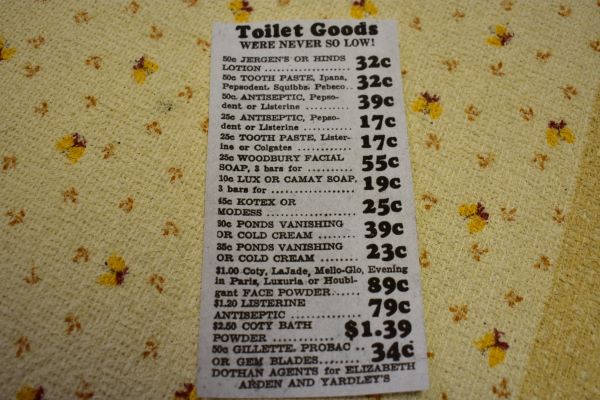 Toilet Goods
WERE NEVER SO LOW!
50c JERGEN'S OR HINDS
LOTION .................... 32c
50c TOOTH PASTE, Ipana,
Pepsodent, Squibbs, Pebeco.. 32c
50c. ANTISEPTIC, Pepso-
dent or Listerine ........... 39c
25c ANTISEPTIC, Pepso-
dent or Listerine ........... 17c
25c TOOTH PASTE, Lister-
ine or Colgates ............ 17c
25c WOODBURY FACIAL
SOAP, 3 bars for .......... 55c
10c LUX OR CAMAY SOAP,
3 bars for .................. 19c
45c KOTEX OR
MODESS .................... 25c
50c PONDS VANISHING
OR COLD CREAM ........ 39c
35c PONDS VANISHING
OR COLD CREAM ........ 23c
$1.00 Coty, LaJade, Mello-Glo, Evening
in Paris, Luxuria or Houbi-
gant FACE POWDER...... 89c
$1.20 LISTERINE
ANTISEPTIC ............... 79c
$2.50 COTY BATH
POWDER ............. $1.39
50c GILLETTE, PROBAC ..
OR GEM BLADES........ 34c
DOTHAN AGENTS for ELIZABETH
ARDEN AND YARDLEY'S